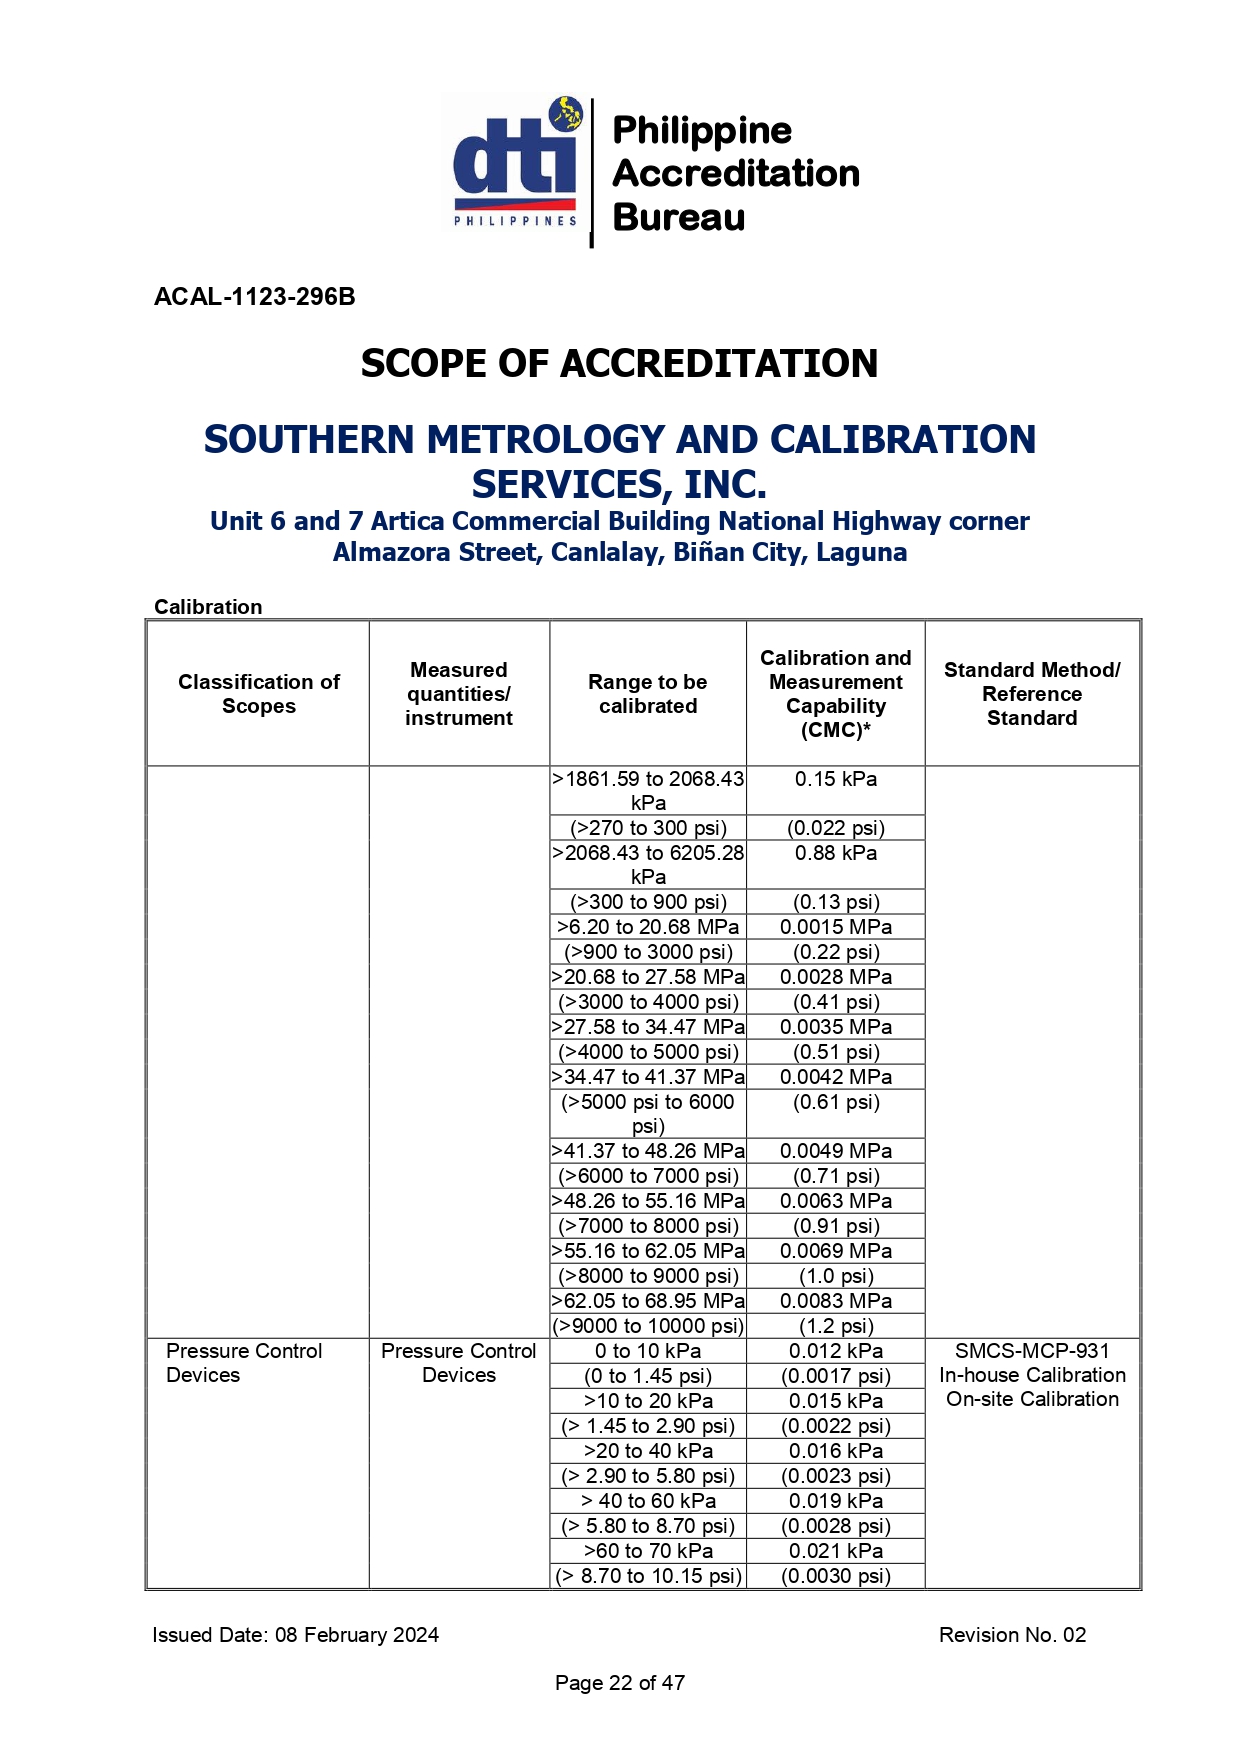 dti
PHILIPPINES
Philippine
Accreditation
Bureau
ACAL-1123-296B
SCOPE OF ACCREDITATION
SOUTHERN METROLOGY AND CALIBRATION
SERVICES, INC.
Unit 6 and 7 Artica Commercial Building National Highway corner
Almazora Street, Canlalay, Biñan City, Laguna
Calibration
Classification of
Scopes
Measured
quantities/
instrument
Range to be
calibrated
Calibration and
Measurement
Capability
(CMC)*
Standard Method/
Reference
Standard
>1861.59 to 2068.43
kPa
0.15 kPa
(>270 to 300 psi)
(0.022 psi)
>2068.43 to 6205.28
kPa
0.88 kPa
(>300 to 900 psi)
(0.13 psi)
>6.20 to 20.68 MPa
0.0015 MPa
(>900 to 3000 psi)
(0.22 psi)
>20.68 to 27.58 MPa
0.0028 MPa
(>3000 to 4000 psi)
(0.41 psi)
>27.58 to 34.47 MPa
0.0035 MPa
(>4000 to 5000 psi)
(0.51 psi)
>34.47 to 41.37 MPa
0.0042 MPa
(>5000 psi to 6000
psi)
(0.61 psi)
>41.37 to 48.26 MPa
0.0049 MPa
(>6000 to 7000 psi)
(0.71 psi)
>48.26 to 55.16 MPa
0.0063 MPa
(>7000 to 8000 psi)
(0.91 psi)
>55.16 to 62.05 MPa
0.0069 MPa
(>8000 to 9000 psi)
(1.0 psi)
>62.05 to 68.95 MPa
0.0083 MPa
(>9000 to 10000 psi)
(1.2 psi)
Pressure Control
Devices
Pressure Control
Devices
0 to 10 kPa
0.012 kPa
SMCS-MCP-931
In-house Calibration
On-site Calibration
(0 to 1.45 psi)
(0.0017 psi)
>10 to 20 kPa
0.015 kPa
(> 1.45 to 2.90 psi)
(0.0022 psi)
>20 to 40 kPa
0.016 kPa
(> 2.90 to 5.80 psi)
(0.0023 psi)
> 40 to 60 kPa
0.019 kPa
(> 5.80 to 8.70 psi)
(0.0028 psi)
>60 to 70 kPa
0.021 kPa
(> 8.70 to 10.15 psi)
(0.0030 psi)
Issued Date: 08 February 2024
Revision No. 02
Page 22 of 47